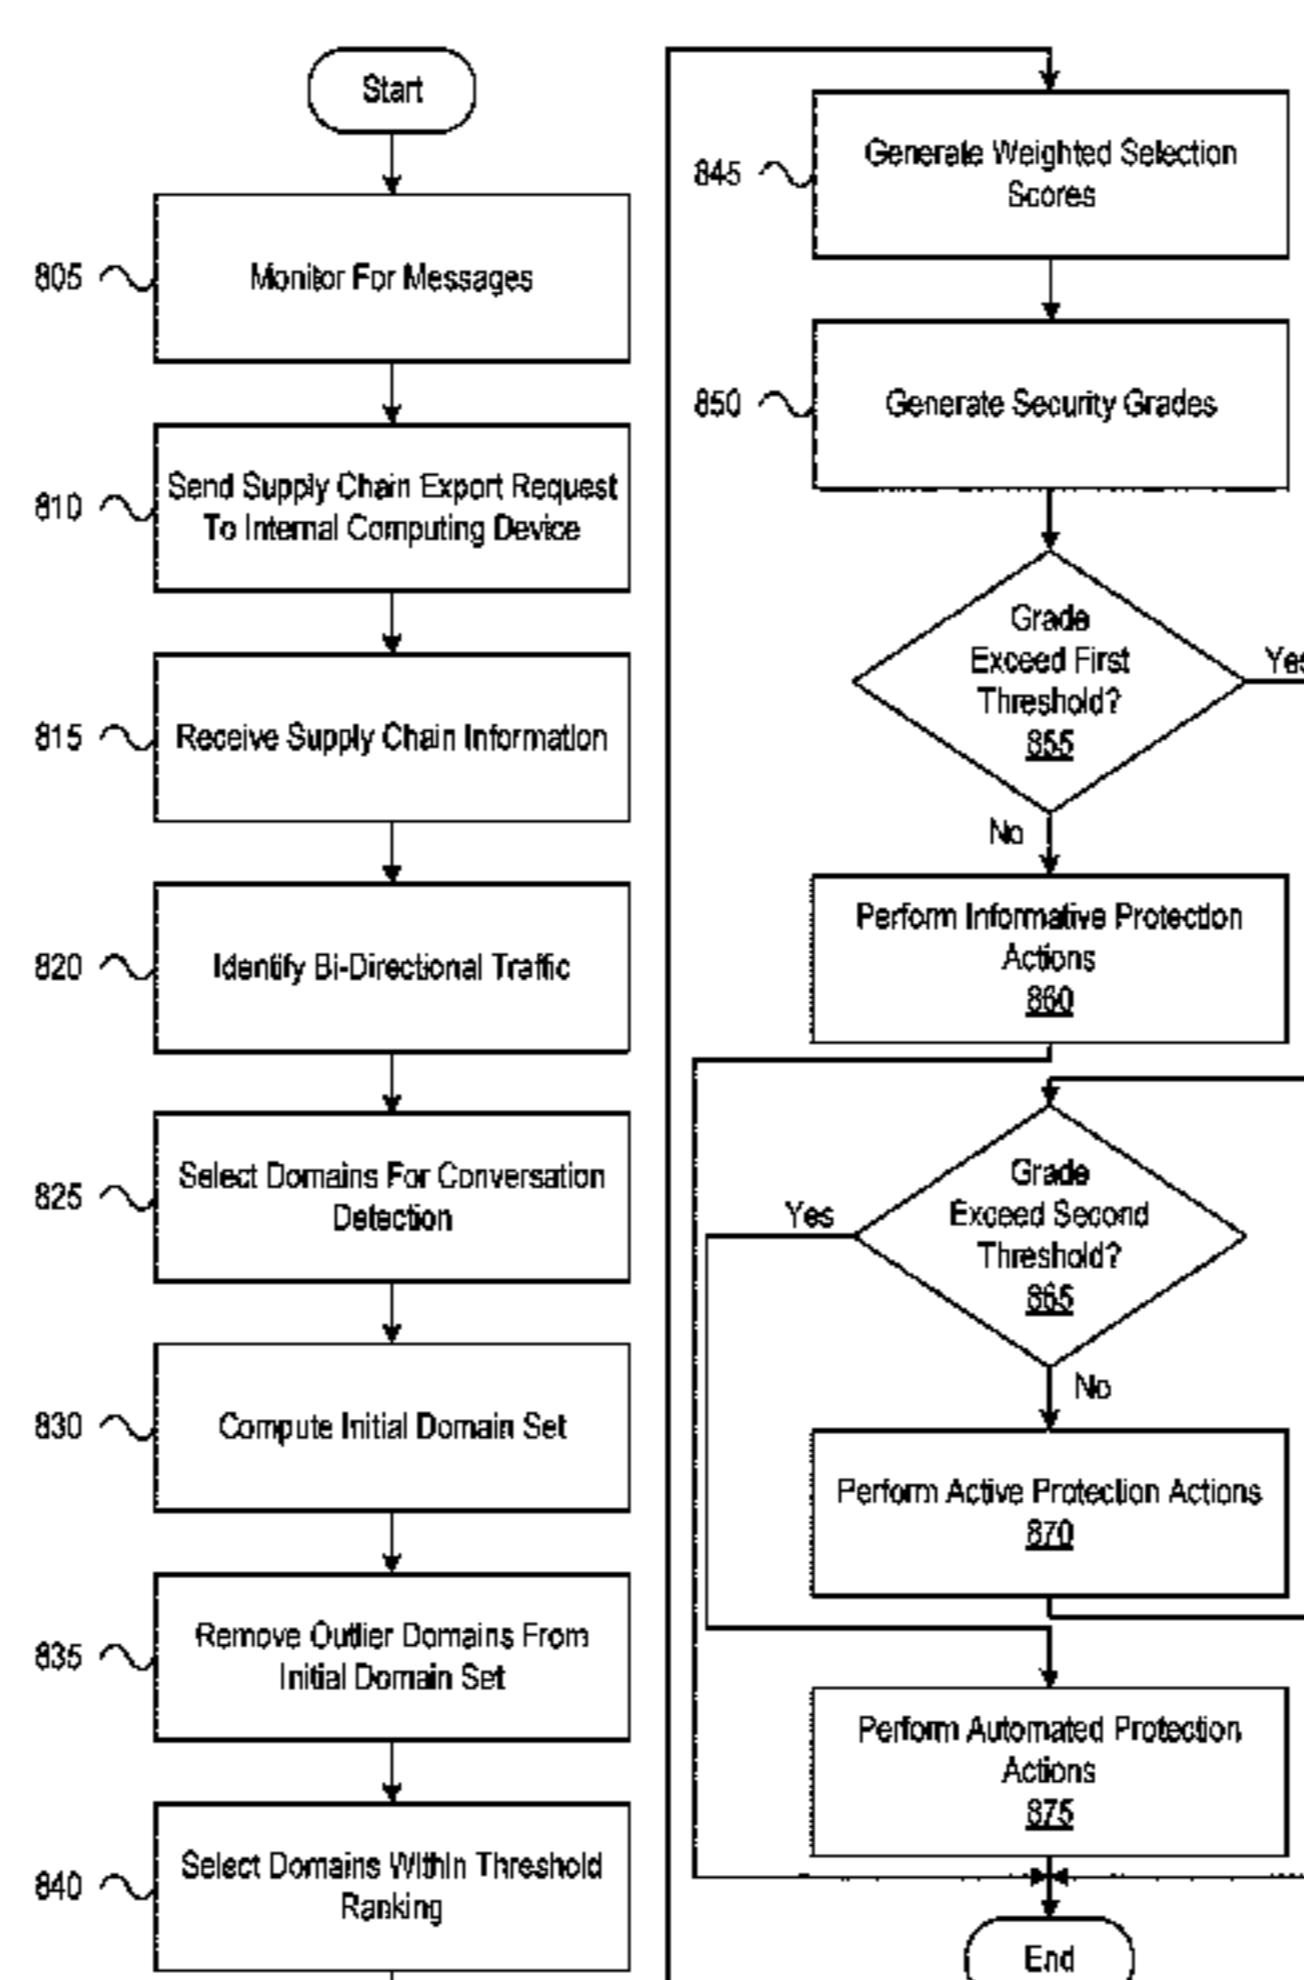 Start
805
Monitor For Messages
810
Send Supply Chain Export Request
To Internal Computing Device
815
Receive Supply Chain Information
820
Identify Bi-Directional Traffic
825
Select Domains For Conversation
Detection
830
Compute Initial Domain Set
835
Remove Outlier Domains From
Initial Domain Set
840
Select Domains Within Threshold
Ranking
845
Generate Weighted Selection
Scores
850
Generate Security Grades
Grade
Exceed First
Threshold?
855
Yes
No
Perform Informative Protection
Actions
860
Grade
Exceed Second
Threshold?
865
Yes
No
Perform Active Protection Actions
870
Perform Automated Protection
Actions
875
End